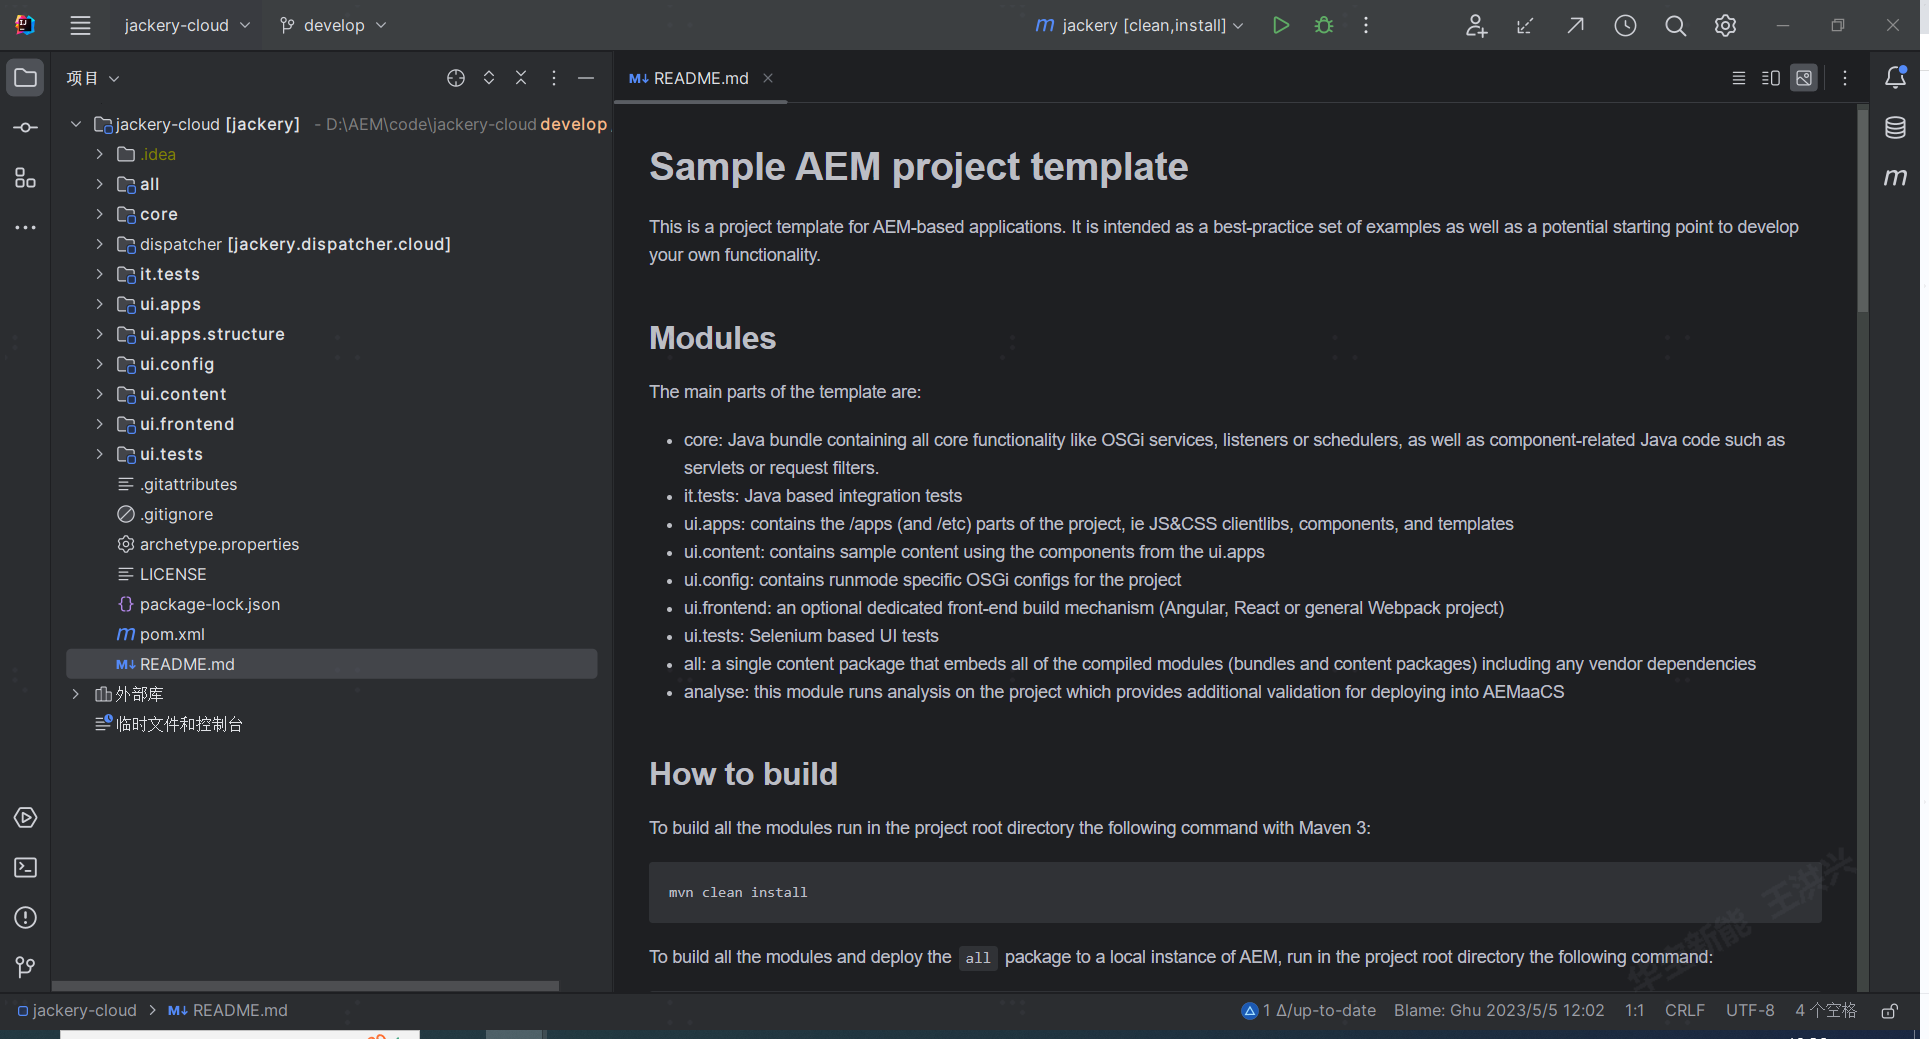 jackery-cloud
develop
jackery [clean,install]
项目
README.md
jackery-cloud [jackery] - D:\AEM\code\jackery-cloud develop
.idea
all
core
dispatcher [jackery.dispatcher.cloud]
it.tests
ui.apps
ui.apps.structure
ui.config
ui.content
ui.frontend
ui.tests
.gitattributes
.gitignore
archetype.properties
LICENSE
package-lock.json
pom.xml
README.md
外部库
临时文件和控制台
Sample AEM project template
This is a project template for AEM-based applications. It is intended as a best-practice set of examples as well as a potential starting point to develop
your own functionality.
Modules
The main parts of the template are:
core: Java bundle containing all core functionality like OSGi services, listeners or schedulers, as well as component-related Java code such as
servlets or request filters.
it.tests: Java based integration tests
ui.apps: contains the /apps (and /etc) parts of the project, ie JS&CSS clientlibs, components, and templates
ui.content: contains sample content using the components from the ui.apps
ui.config: contains runmode specific OSGi configs for the project
ui.frontend: an optional dedicated front-end build mechanism (Angular, React or general Webpack project)
ui.tests: Selenium based UI tests
all: a single content package that embeds all of the compiled modules (bundles and content packages) including any vendor dependencies
analyse: this module runs analysis on the project which provides additional validation for deploying into AEMaaCS
How to build
To build all the modules run in the project root directory the following command with Maven 3:
mvn clean install
To build all the modules and deploy the all package to a local instance of AEM, run in the project root directory the following command:
华宝新能 王洪兴
jackery-cloud > README.md
1 Δ/up-to-date
Blame: Ghu 2023/5/5 12:02
1:1
CRLF
UTF-8
4 个空格